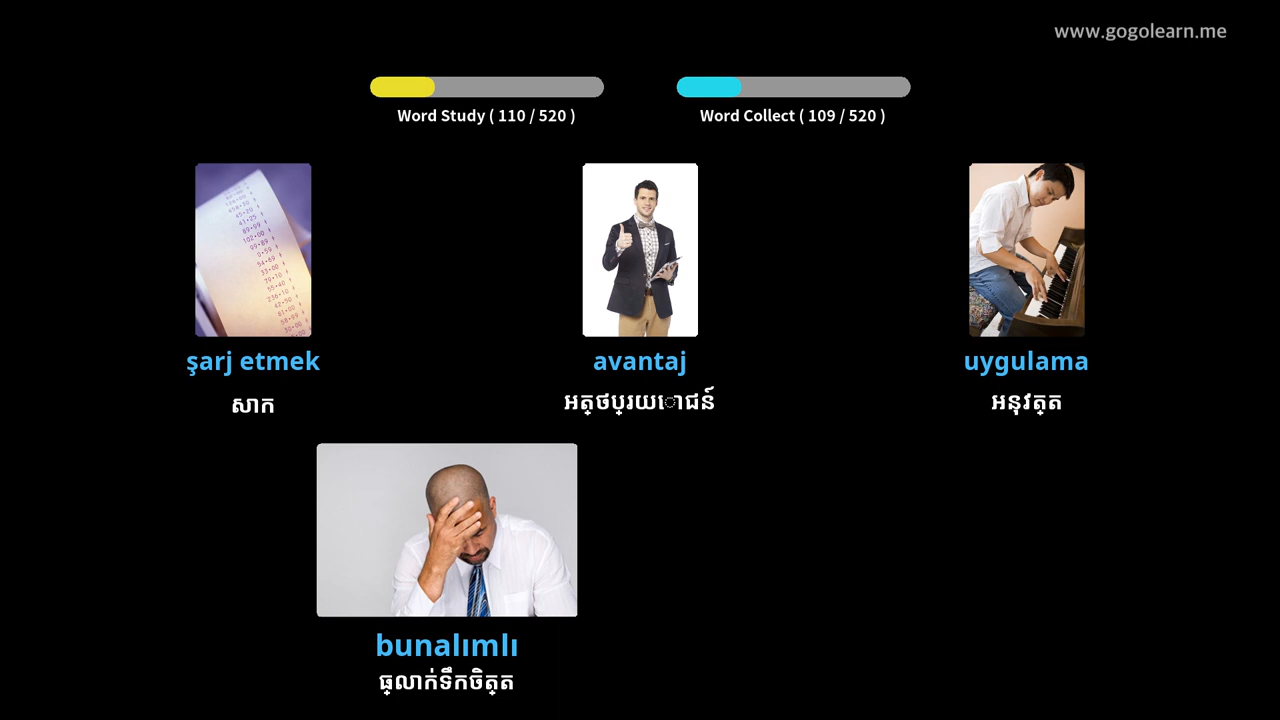 www.gogolearn.me
Word Study ( 110 / 520 )
Word Collect ( 109 / 520 )
şarj etmek
avantaj
uygulama
សាក
អត្ថប្រយោជន៍
អនុវត្ត
bunalımlı
ធ្លាក់ទឹកចិត្ត